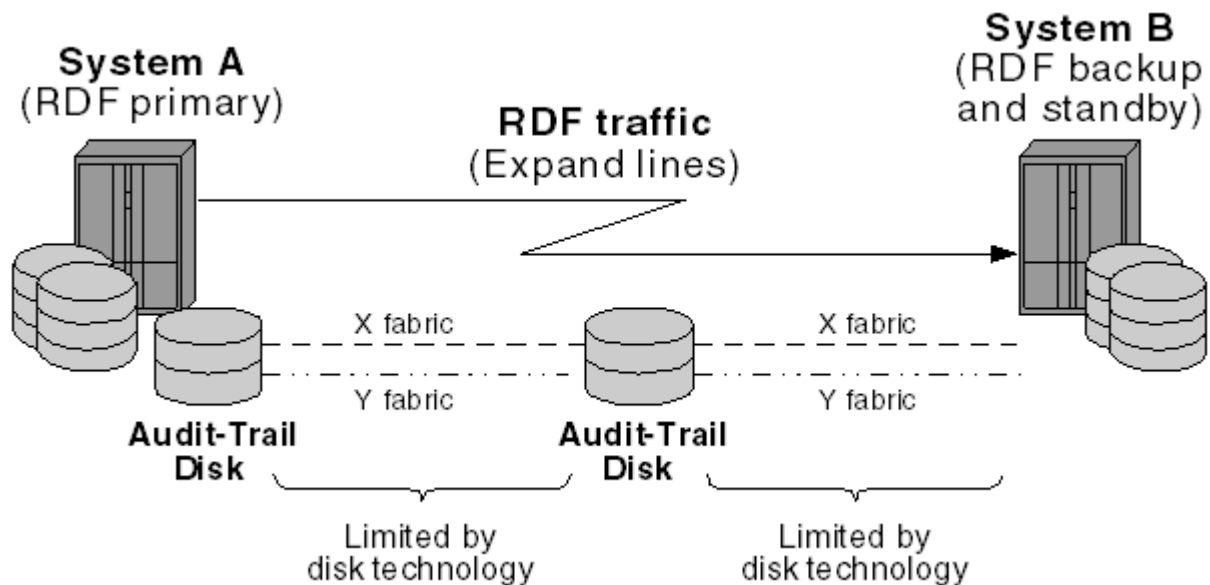 System A
(RDF primary)
System B
(RDF backup
and standby)
RDF traffic
(Expand lines)
X fabric
X fabric
Y fabric
Y fabric
Audit-Trail
Disk
Audit-Trail
Disk
Limited by
disk technology
Limited by
disk technology